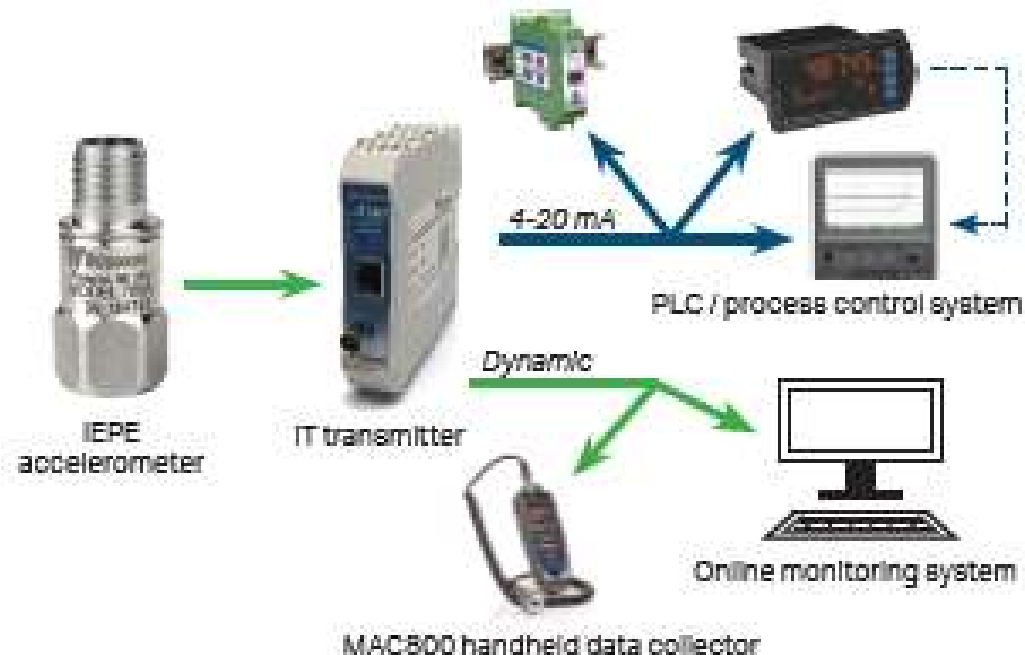 4-20 mA
PLC / process control system
Dynamic
IEPE
accelerometer
IT transmitter
Online monitoring system
MAC800 handheld data collector